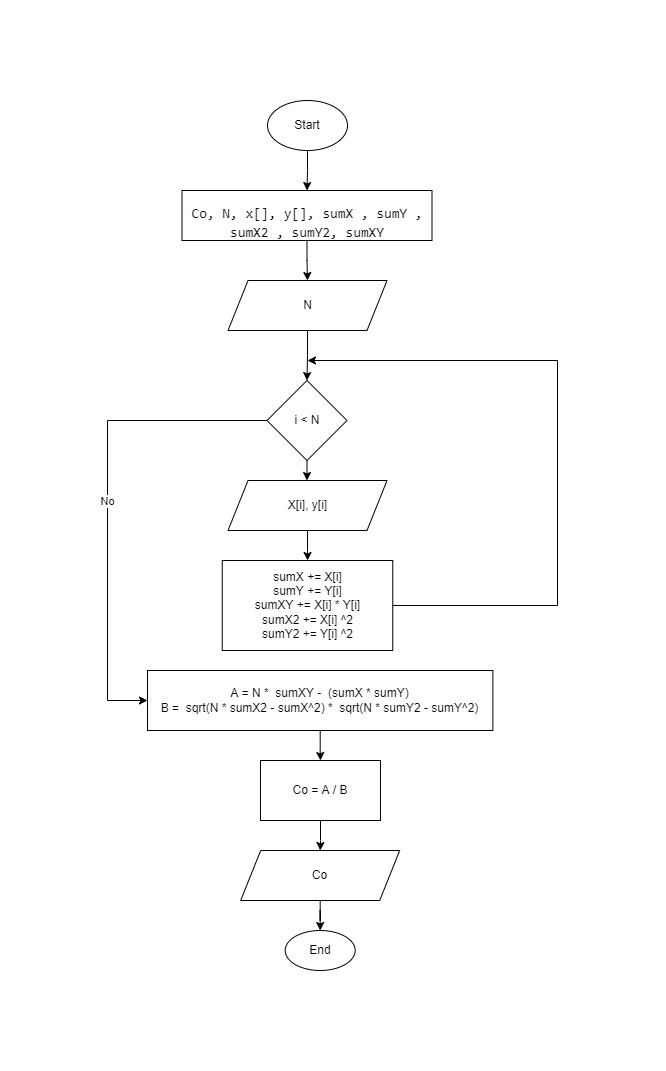 Start
Co, N, x[], y[], sumX , sumY ,
sumX2 , sumY2, sumXY
N
i < N
No
X[i], y[i]
sumX += X[i]
sumY += Y[i]
sumXY += X[i] * Y[i]
sumX2 += X[i] ^2
sumY2 += Y[i] ^2
A = N * sumXY - (sumX * sumY)
B = sqrt(N * sumX2 - sumX^2) * sqrt(N * sumY2 - sumY^2)
Co = A / B
Co
End